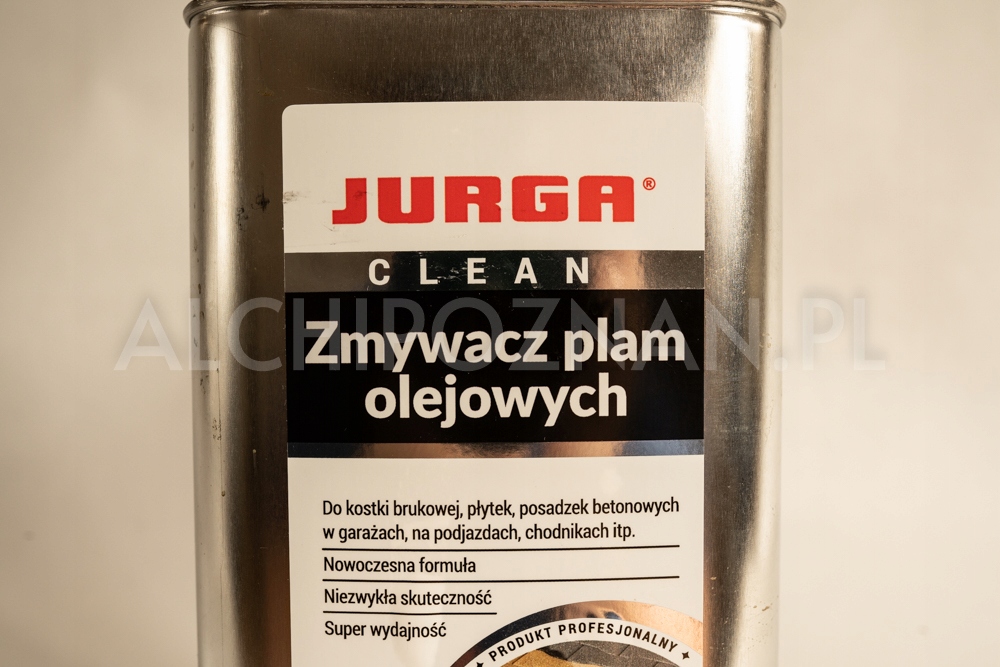 JURGA®
CLEAN
ALCHIPOZNAN.PL
Zmywacz plam
olejowych
Do kostki brukowej, płytek, posadzek betonowych
w garażach, na podjazdach, chodnikach itp.
Nowoczesna formuła
Niezwykła skuteczność
Super wydajność
PRODUKT PROFESJONALNY